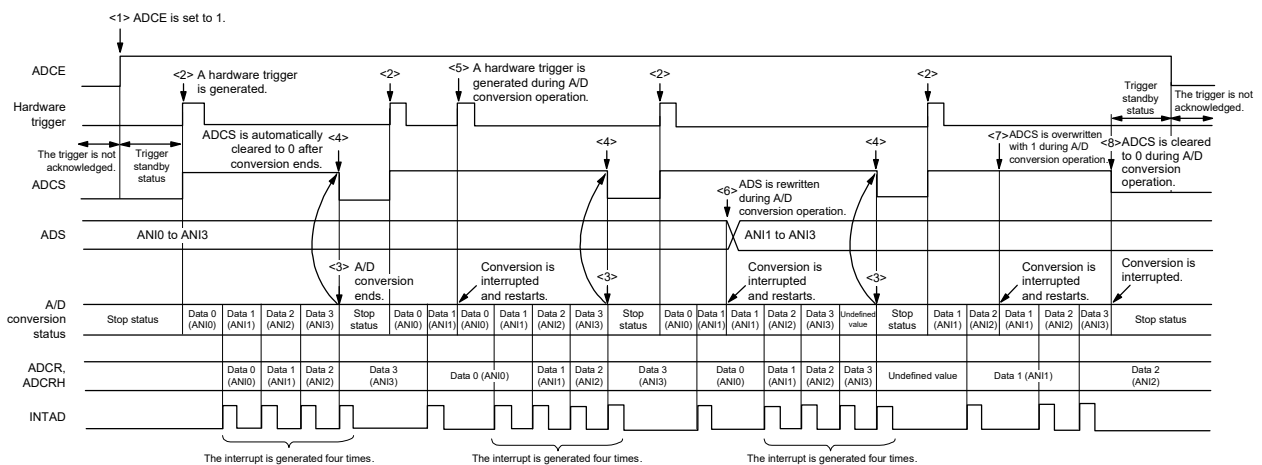 <1> ADCE is set to 1.
ADCE
<2> A hardware trigger
is generated.
<2>
<5> A hardware trigger is
generated during A/D
conversion operation.
<2>
<2>
Trigger
standby
status
The trigger is not
acknowledged.
Hardware
trigger
The trigger is not
acknowledged.
Trigger
standby
status
ADCS is automatically
cleared to 0 after
conversion ends.
<4>
<4>
<4>
<7> ADCS is overwritten
with 1 during A/D
conversion operation.
<8> ADCS is cleared
to 0 during A/D
conversion
operation.
ADCS
<6> ADS is rewritten
during A/D
conversion operation.
ADS
ANI0 to ANI3
ANI1 to ANI3
<3> A/D
conversion
ends.
Conversion is
interrupted
and restarts.
<3>
Conversion is
interrupted
and restarts.
<3>
Conversion is
interrupted
and restarts.
Conversion is
interrupted.
A/D
conversion
status
Stop status
Data 0
(ANI0)
Data 1
(ANI1)
Data 2
(ANI2)
Data 3
(ANI3)
Stop
status
Data 0
(ANI0)
Data 1
(ANI1)
Data 0
(ANI0)
Data 1
(ANI1)
Data 2
(ANI2)
Data 3
(ANI3)
Stop
status
Data 0
(ANI0)
Data 1
(ANI1)
Data 1
(ANI1)
Data 2
(ANI2)
Data 3
(ANI3)
Undefined
value
Stop
status
Data 1
(ANI1)
Data 2
(ANI2)
Data 1
(ANI1)
Data 2
(ANI2)
Data 3
(ANI3)
Stop status
ADCR,
ADCRH
Data 0
(ANI0)
Data 1
(ANI1)
Data 2
(ANI2)
Data 3
(ANI3)
Data 0 (ANI0)
Data 1
(ANI1)
Data 2
(ANI2)
Data 3
(ANI3)
Data 0
(ANI0)
Data 1
(ANI1)
Data 2
(ANI2)
Data 3
(ANI3)
Undefined value
Data 1 (ANI1)
Data 2
(ANI2)
INTAD
The interrupt is generated four times.
The interrupt is generated four times.
The interrupt is generated four times.